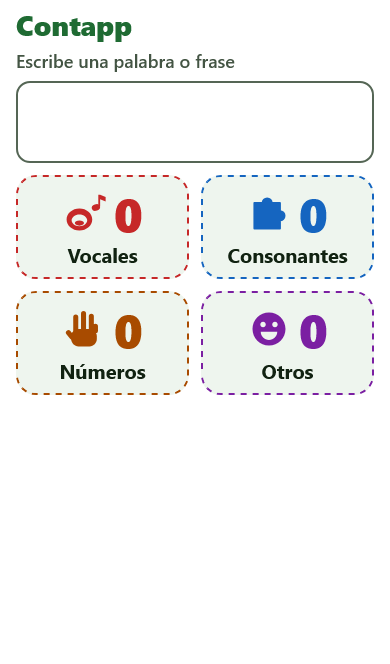 Contapp
Escribe una palabra o frase
0
Vocales
0
Consonantes
0
Números
0
Otros